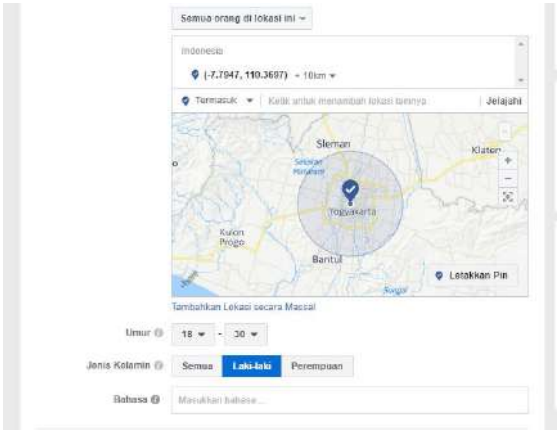 Semua orang di lokasi ini
Indonesia
(-7.7947, 110.3697) + 16km
Termasuk Ketik untuk menambah lokasi lainnya Jelajahi
Sleman
Klaten
Yogyakarta
Kulon
Progo
Bantul
Letakkan Pin
Tambahkan Lokasi secara Massal
Umur 18 - 30
Jenis Kelamin Semua Laki-laki Perempuan
Bahasa Masukkan bahasa...